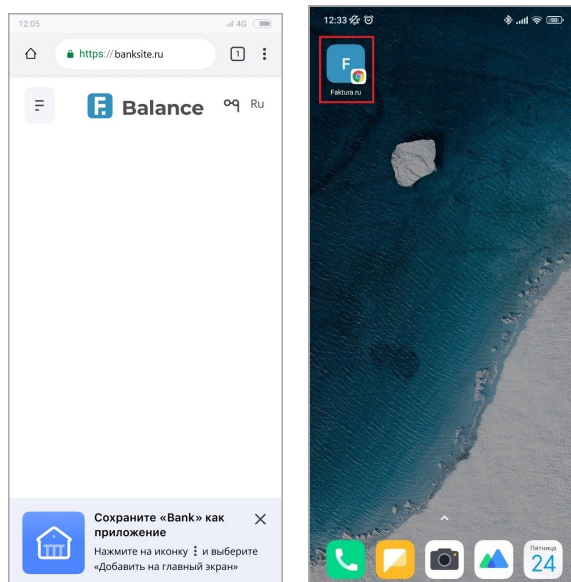 12:05
4G
https://banksite.ru
1
F.
Balance
Ru
Сохраните «Bank» как
приложение
Нажмите на иконку ⋮ и выберите
«Добавить на главный экран»
12:33
90
F
Faktura.ru
Пятница
24